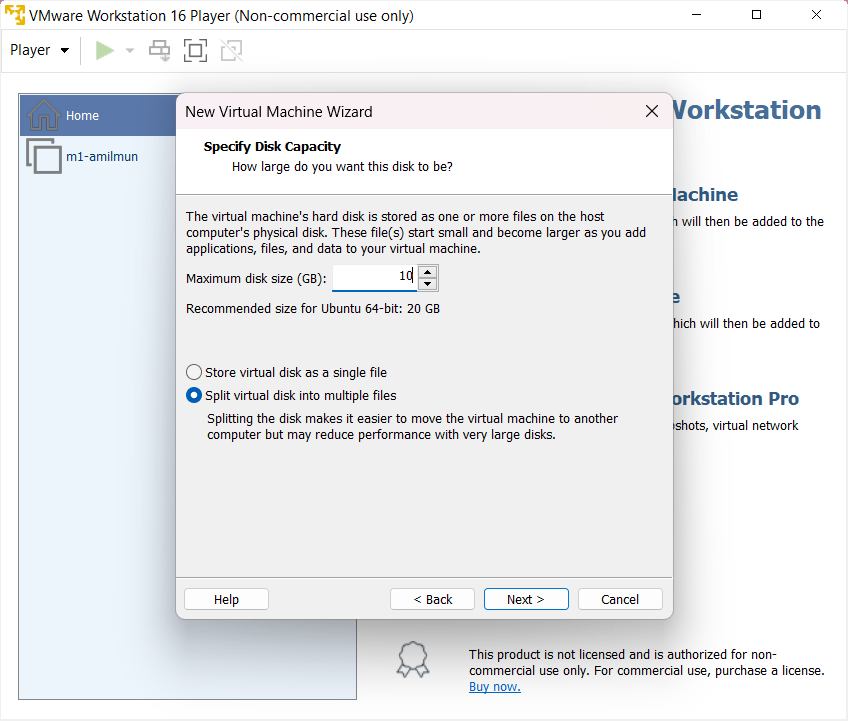 VMware Workstation 16 Player (Non-commercial use only)
Player
Home
m1-amilmun
Workstation
New Virtual Machine Wizard
Specify Disk Capacity
How large do you want this disk to be?
The virtual machine's hard disk is stored as one or more files on the host
computer's physical disk. These file(s) start small and become larger as you add
applications, files, and data to your virtual machine.
Maximum disk size (GB): 10
Recommended size for Ubuntu 64-bit: 20 GB
Store virtual disk as a single file
Split virtual disk into multiple files
Splitting the disk makes it easier to move the virtual machine to another
computer but may reduce performance with very large disks.
Help
< Back
Next >
Cancel
will then be added to the
which will then be added to
Workstation Pro
virtual network
This product is not licensed and is authorized for non-
commercial use only. For commercial use, purchase a license.
Buy now.